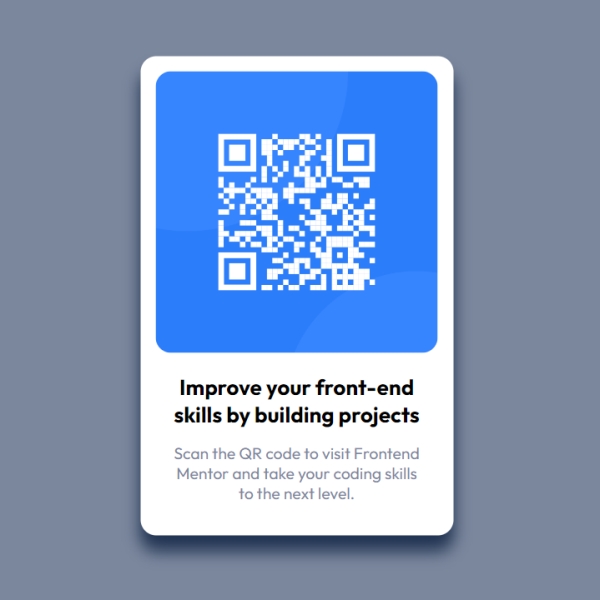 Improve your front-end
skills by building projects
Scan the QR code to visit Frontend
Mentor and take your coding skills
to the next level.